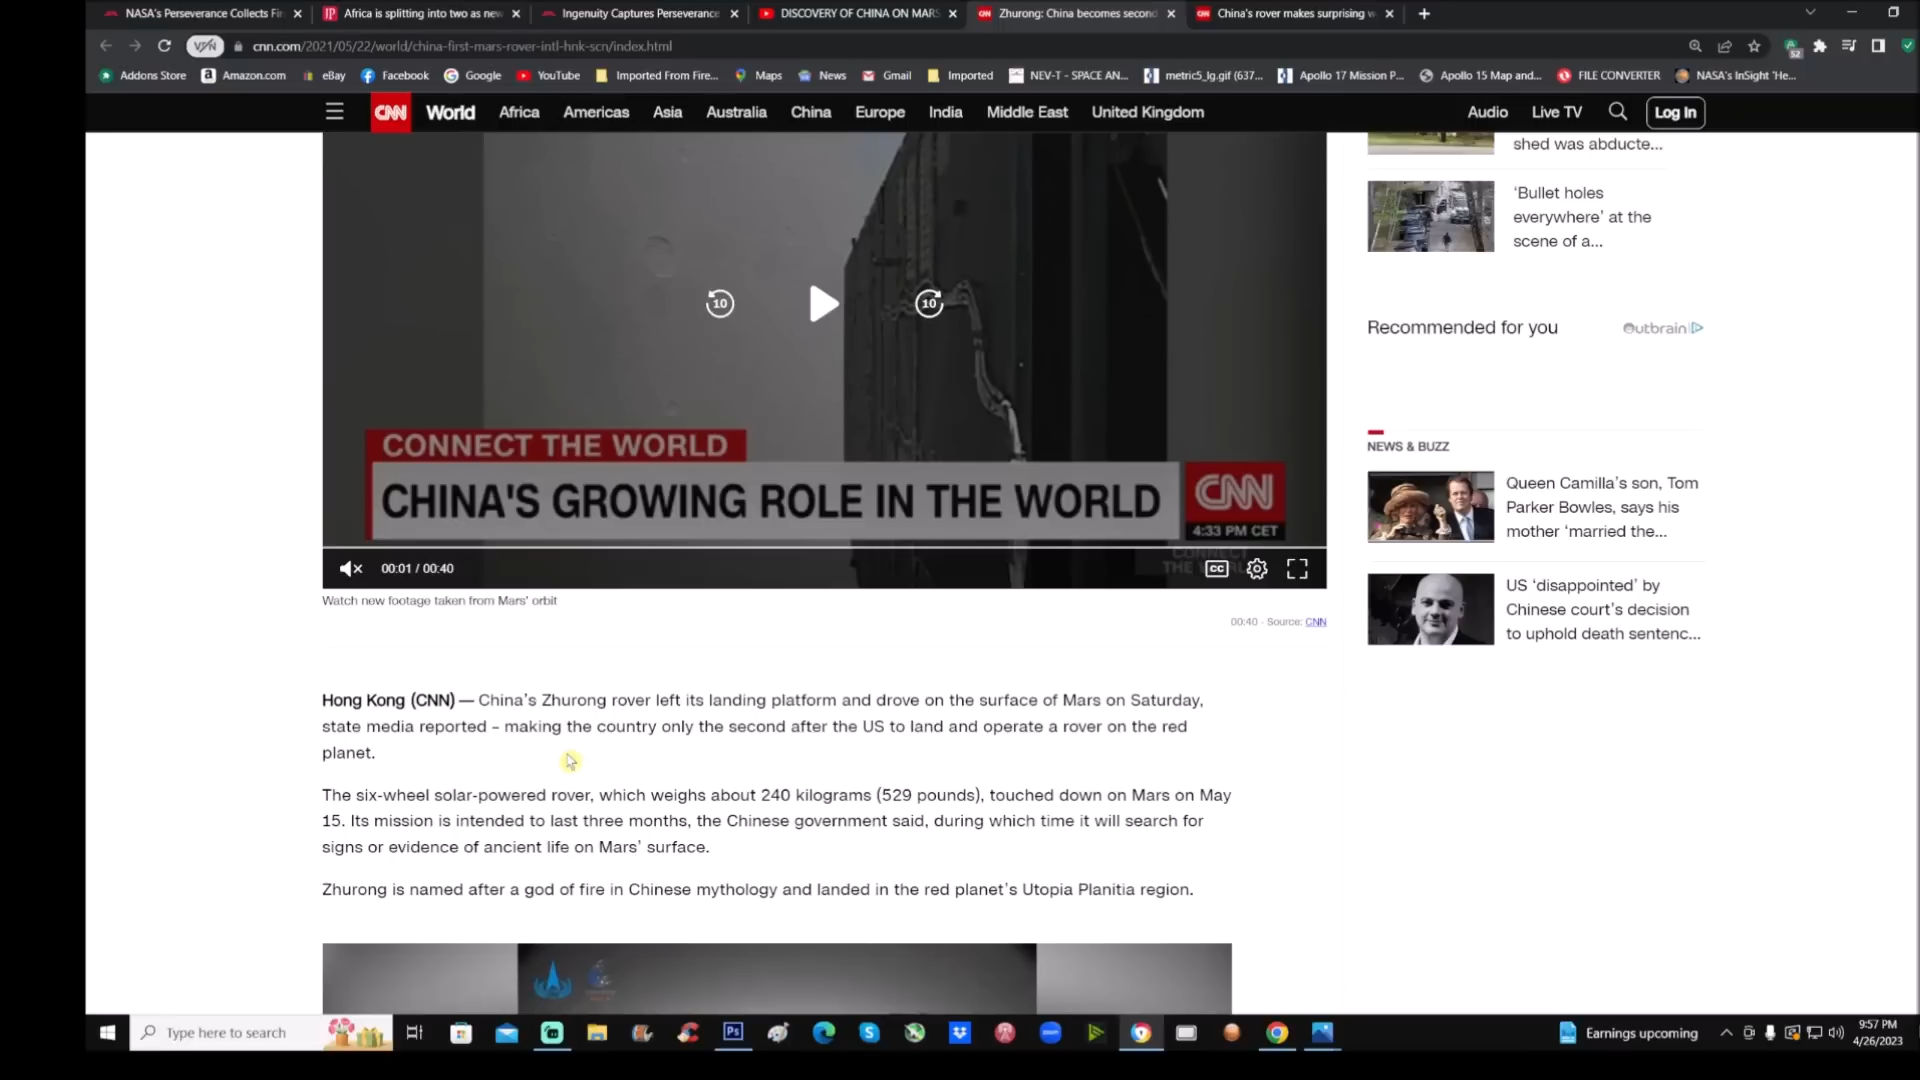 NASA's Perseverance Collects Fi
Africa is splitting into two as new
Ingenuity Captures Perseverance
DISCOVERY OF CHINA ON MARS
Zhurong: China becomes second
China's rover makes surprising w
VPN
cnn.com/2021/05/22/world/china-first-mars-rover-intl-hnk-scn/index.html
52
Addons Store
Amazon.com
eBay
Facebook
Google
YouTube
Imported From Fire...
Maps
News
Gmail
Imported
NEV-T - SPACE AN...
metric5_lg.gif (637...
Apollo 17 Mission P...
Apollo 15 Map and...
FILE CONVERTER
NASA's InSight 'He...
CNN World Africa Americas Asia Australia China Europe India Middle East United Kingdom Audio Live TV Log In
shed was abducte...
‘Bullet holes
everywhere’ at the
scene of a...
10
10
Recommended for you
Outbrain
CONNECT THE WORLD
CHINA'S GROWING ROLE IN THE WORLD
CNN
4:33 PM CET
00:01 / 00:40
CC
Watch new footage taken from Mars' orbit
00:40 - Source: CNN
NEWS & BUZZ
Queen Camilla’s son, Tom
Parker Bowles, says his
mother ‘married the...
US ‘disappointed’ by
Chinese court’s decision
to uphold death sentenc...
Hong Kong (CNN) — China’s Zhurong rover left its landing platform and drove on the surface of Mars on Saturday,
state media reported – making the country only the second after the US to land and operate a rover on the red
planet.
The six-wheel solar-powered rover, which weighs about 240 kilograms (529 pounds), touched down on Mars on May
15. Its mission is intended to last three months, the Chinese government said, during which time it will search for
signs or evidence of ancient life on Mars’ surface.
Zhurong is named after a god of fire in Chinese mythology and landed in the red planet’s Utopia Planitia region.
Type here to search
Ps
Earnings upcoming
9:57 PM
4/26/2023